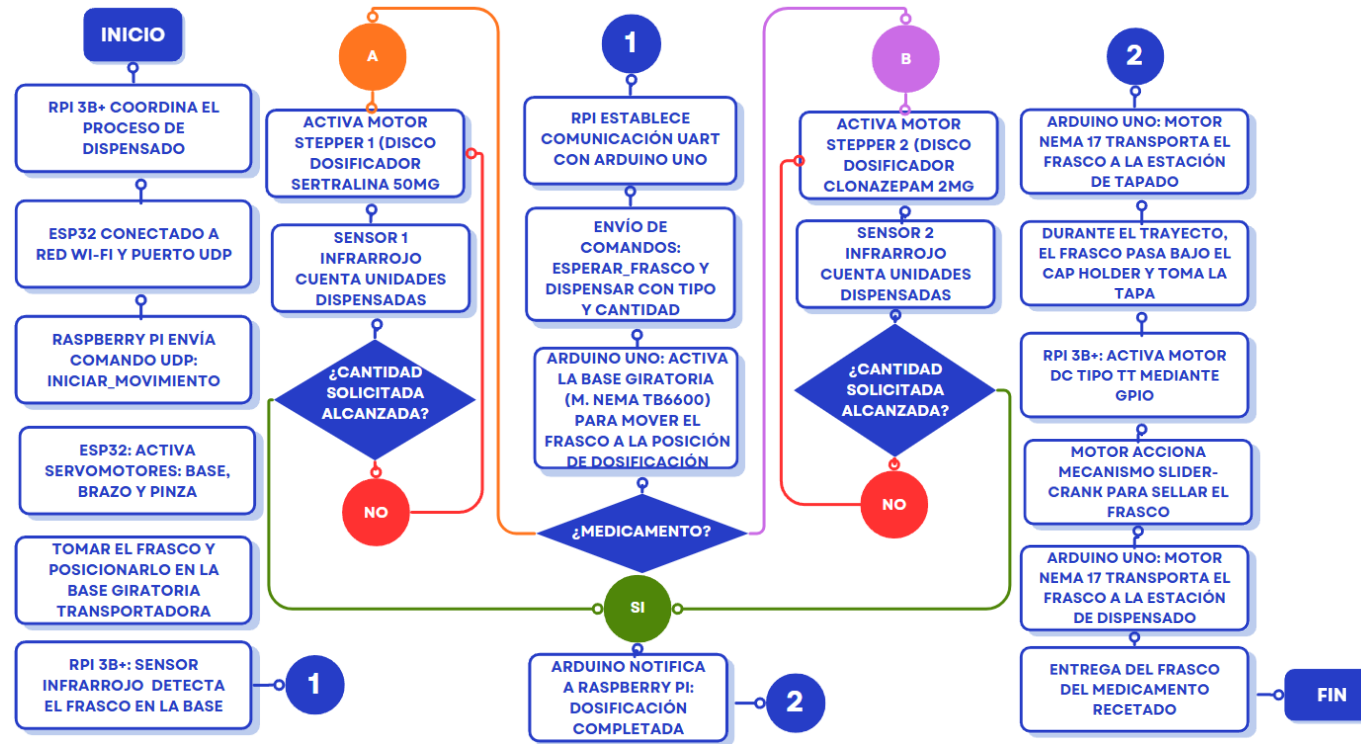 INICIO
RPI 3B+ COORDINA EL
PROCESO DE
DISPENSADO
ESP32 CONECTADO A
RED WI-FI Y PUERTO UDP
RASPBERRY PI ENVÍA
COMANDO UDP:
INICIAR_MOVIMIENTO
ESP32: ACTIVA
SERVOMOTORES: BASE,
BRAZO Y PINZA
TOMAR EL FRASCO Y
POSICIONARLO EN LA
BASE GIRATORIA
TRANSPORTADORA
RPI 3B+: SENSOR
INFRARROJO DETECTA
EL FRASCO EN LA BASE
1
A
ACTIVA MOTOR
STEPPER 1 (DISCO
DOSIFICADOR
SERTRALINA 50MG
SENSOR 1
INFRARROJO
CUENTA UNIDADES
DISPENSADAS
¿CANTIDAD
SOLICITADA
ALCANZADA?
NO
1
RPI ESTABLECE
COMUNICACIÓN UART
CON ARDUINO UNO
ENVÍO DE
COMANDOS:
ESPERAR_FRASCO Y
DISPENSAR CON TIPO
Y CANTIDAD
ARDUINO UNO: ACTIVA
LA BASE GIRATORIA
(M. NEMA TB6600)
PARA MOVER EL
FRASCO A LA POSICIÓN
DE DOSIFICACIÓN
¿MEDICAMENTO?
SI
ARDUINO NOTIFICA
A RASPBERRY PI:
DOSIFICACIÓN
COMPLETADA
2
B
ACTIVA MOTOR
STEPPER 2 (DISCO
DOSIFICADOR
CLONAZEPAM 2MG
SENSOR 2
INFRARROJO
CUENTA UNIDADES
DISPENSADAS
¿CANTIDAD
SOLICITADA
ALCANZADA?
NO
2
ARDUINO UNO: MOTOR
NEMA 17 TRANSPORTA EL
FRASCO A LA ESTACIÓN
DE TAPADO
DURANTE EL TRAYECTO,
EL FRASCO PASA BAJO EL
CAP HOLDER Y TOMA LA
TAPA
RPI 3B+: ACTIVA MOTOR
DC TIPO TT MEDIANTE
GPIO
MOTOR ACCIONA
MECANISMO SLIDER-
CRANK PARA SELLAR EL
FRASCO
ARDUINO UNO: MOTOR
NEMA 17 TRANSPORTA EL
FRASCO A LA ESTACIÓN
DE DISPENSADO
ENTREGA DEL FRASCO
DEL MEDICAMENTO
RECETADO
FIN